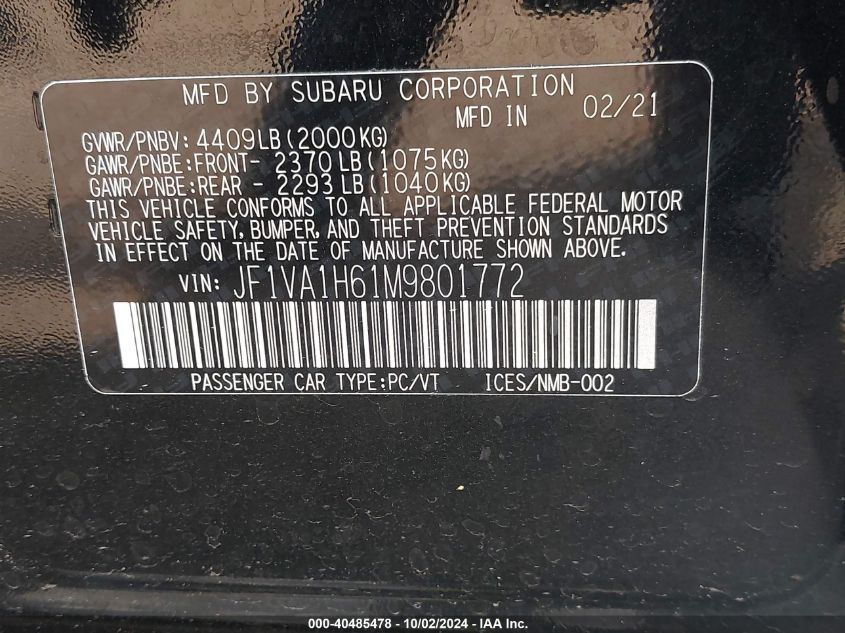 MFD BY SUBARU CORPORATION
MFD IN 02/21
GVWR/PNBV: 4409LB(2000KG)
GAWR/PNBE:FRONT- 2370LB(1075KG)
GAWR/PNBE:REAR - 2293LB(1040KG)
THIS VEHICLE CONFORMS TO ALL APPLICABLE FEDERAL MOTOR
VEHICLE SAFETY, BUMPER, AND THEFT PREVENTION STANDARDS
IN EFFECT ON THE DATE OF MANUFACTURE SHOWN ABOVE.
VIN: JF1VA1H61M9801772
PASSENGER CAR TYPE:PC/VT ICES/NMB-002
000-40485478 - 10/02/2024 - IAA Inc.